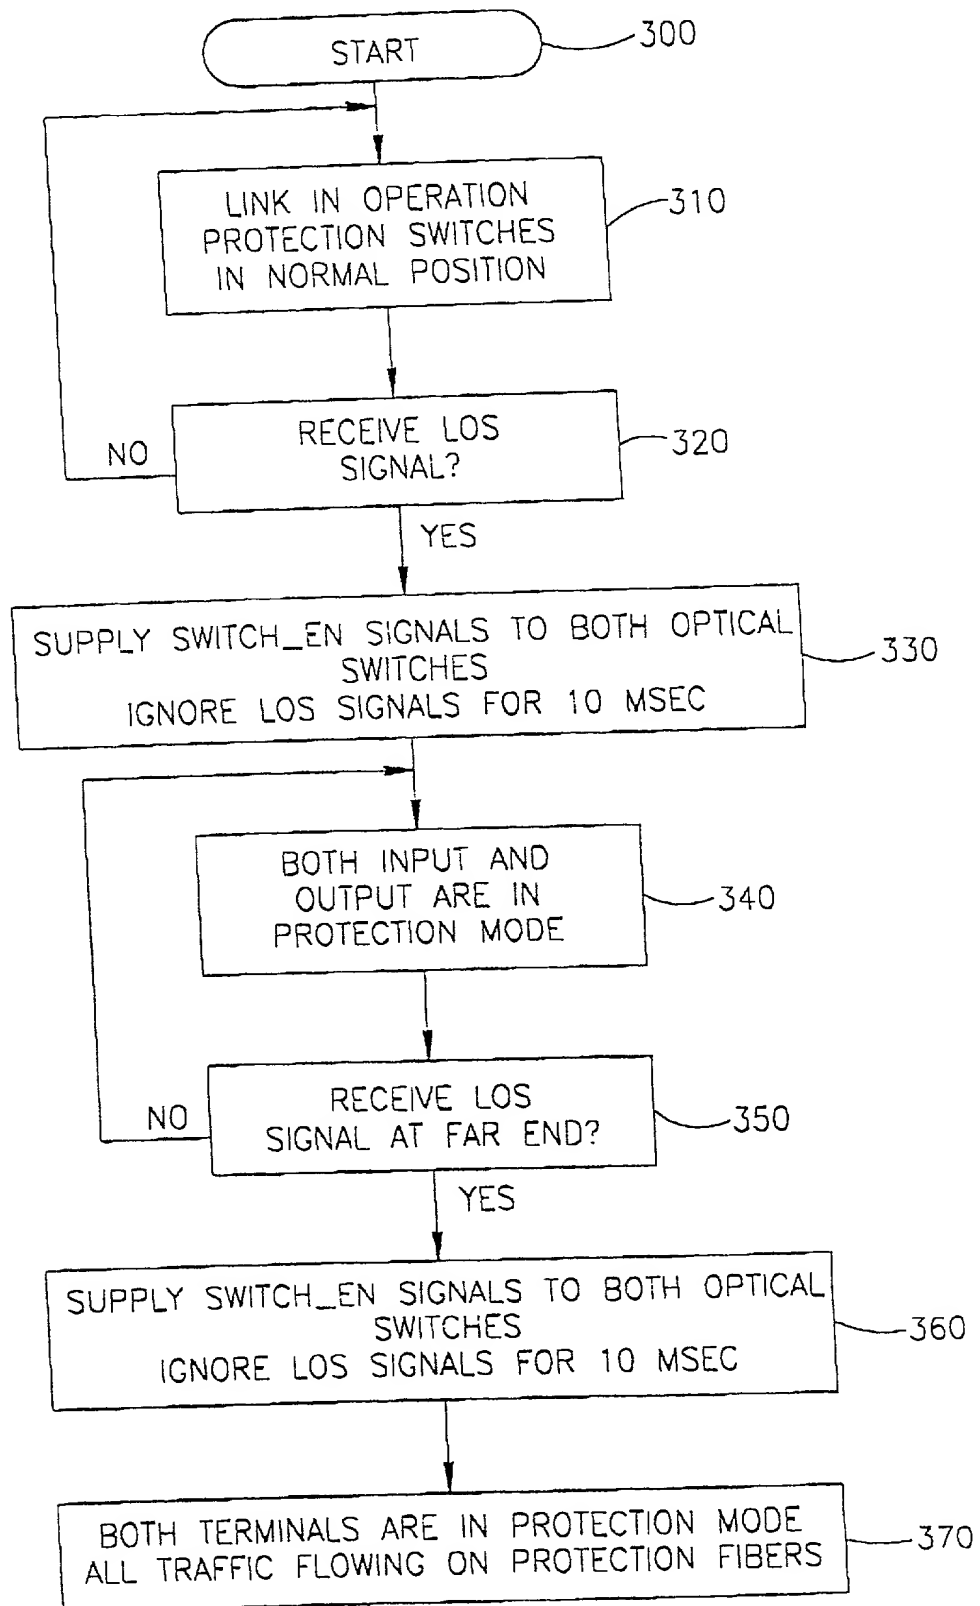 START
300
LINK IN OPERATION
PROTECTION SWITCHES
IN NORMAL POSITION
310
RECEIVE LOS
SIGNAL?
320
NO
YES
SUPPLY SWITCH_EN SIGNALS TO BOTH OPTICAL
SWITCHES
IGNORE LOS SIGNALS FOR 10 MSEC
330
BOTH INPUT AND
OUTPUT ARE IN
PROTECTION MODE
340
RECEIVE LOS
SIGNAL AT FAR END?
350
NO
YES
SUPPLY SWITCH_EN SIGNALS TO BOTH OPTICAL
SWITCHES
IGNORE LOS SIGNALS FOR 10 MSEC
360
BOTH TERMINALS ARE IN PROTECTION MODE
ALL TRAFFIC FLOWING ON PROTECTION FIBERS
370